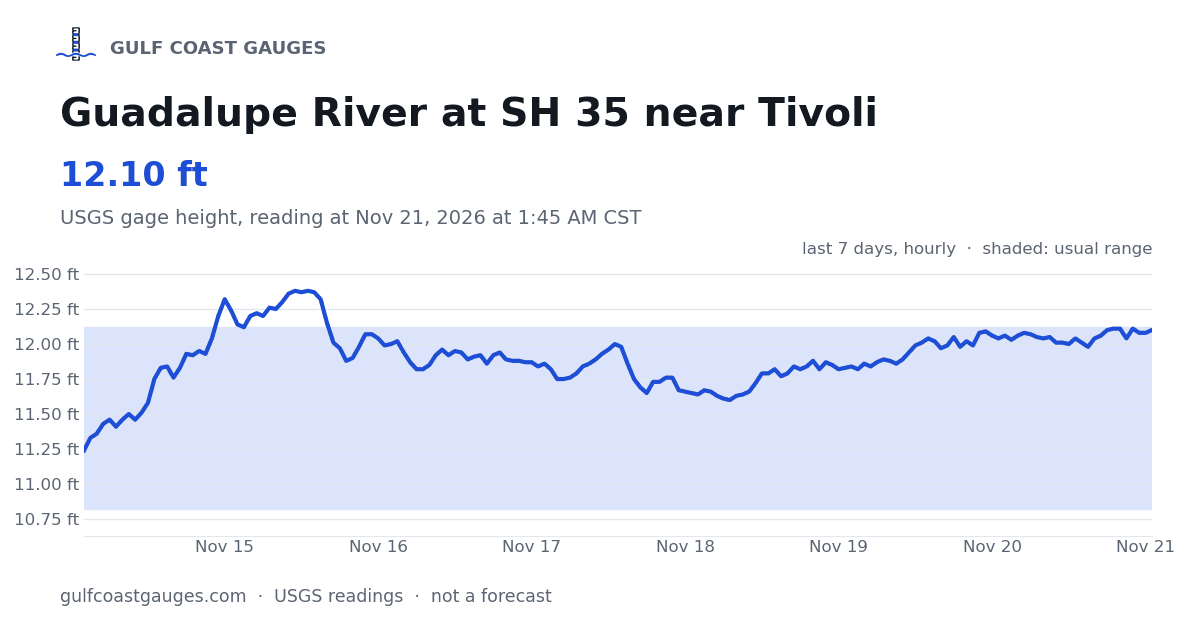 GULF COAST GAUGES
Guadalupe River at SH 35 near Tivoli
12.10 ft
USGS gage height, reading at Nov 21, 2026 at 1:45 AM CST
last 7 days, hourly · shaded: usual range
12.50 ft
12.25 ft
12.00 ft
11.75 ft
11.50 ft
11.25 ft
11.00 ft
10.75 ft
Nov 15 Nov 16 Nov 17 Nov 18 Nov 19 Nov 20 Nov 21
gulfcoastgauges.com · USGS readings · not a forecast